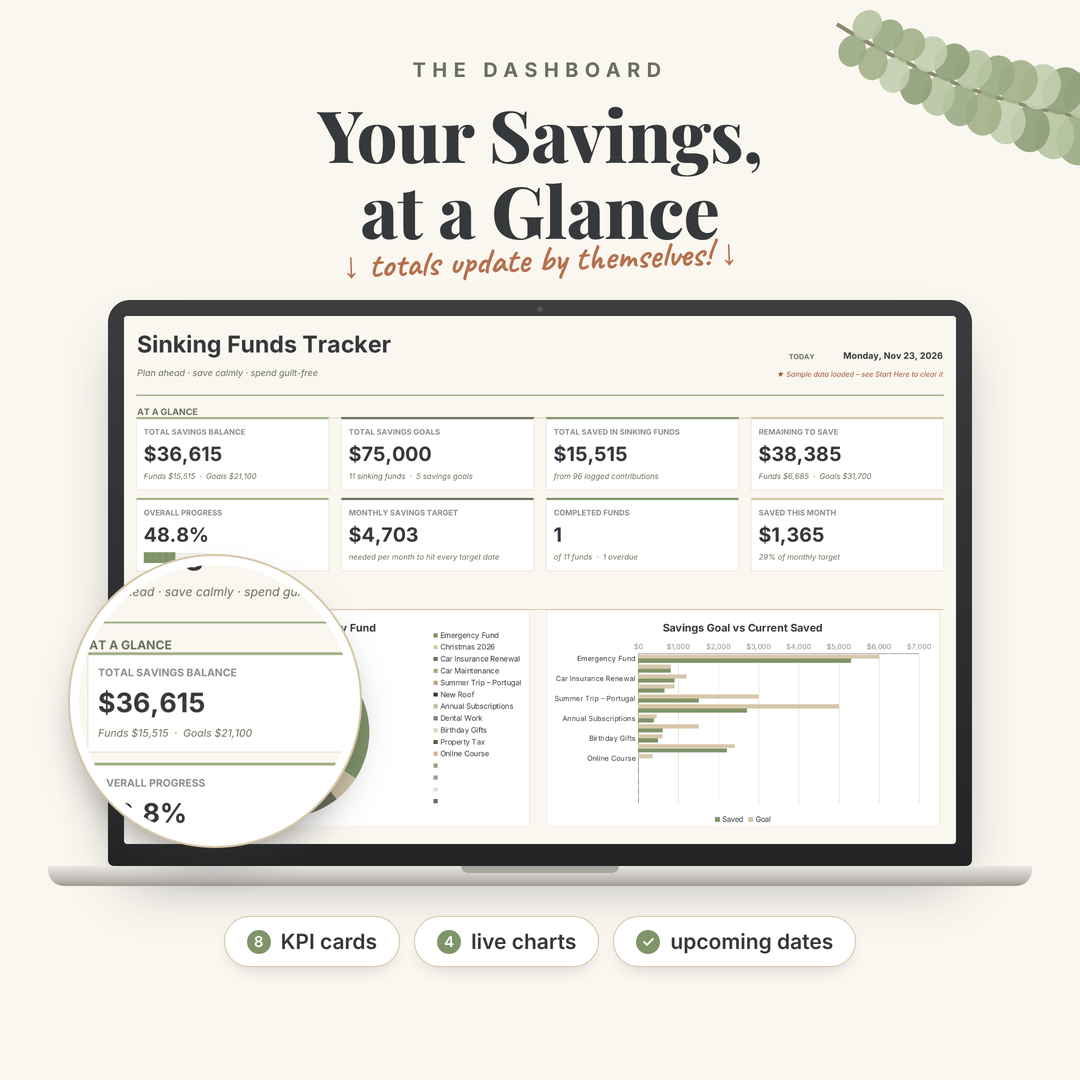 THE DASHBOARD
Your Savings,
at a Glance
↓ totals update by themselves! ↓
Sinking Funds Tracker
Plan ahead · save calmly · spend guilt-free
TODAY Monday, Nov 23, 2026
★ Sample data loaded – see Start Here to clear it
AT A GLANCE
TOTAL SAVINGS BALANCE
$36,615
Funds $15,515 · Goals $21,100
TOTAL SAVINGS GOALS
$75,000
11 sinking funds · 5 savings goals
TOTAL SAVED IN SINKING FUNDS
$15,515
from 96 logged contributions
REMAINING TO SAVE
$38,385
Funds $6,685 · Goals $31,700
OVERALL PROGRESS
48.8%
MONTHLY SAVINGS TARGET
$4,703
needed per month to hit every target date
COMPLETED FUNDS
1
of 11 funds · 1 overdue
SAVED THIS MONTH
$1,365
29% of monthly target
ead · save calmly · spend gu
AT A GLANCE
TOTAL SAVINGS BALANCE
$36,615
Funds $15,515 · Goals $21,100
VERALL PROGRESS
8%
y Fund
Emergency Fund
Christmas 2026
Car Insurance Renewal
Car Maintenance
Summer Trip – Portugal
New Roof
Annual Subscriptions
Dental Work
Birthday Gifts
Property Tax
Online Course
Savings Goal vs Current Saved
$0 $1,000 $2,000 $3,000 $4,000 $5,000 $6,000 $7,000
Emergency Fund
Car Insurance Renewal
Summer Trip – Portugal
Annual Subscriptions
Birthday Gifts
Online Course
Saved Goal
8 KPI cards
4 live charts
✓ upcoming dates